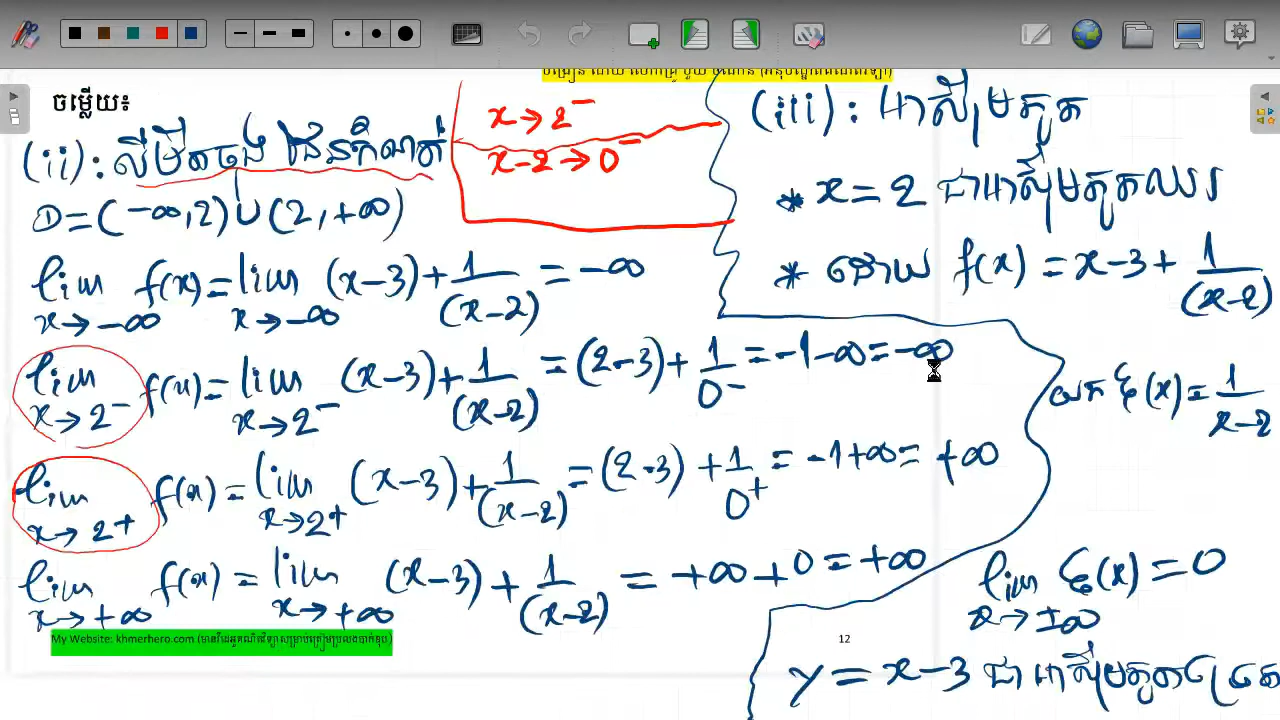 ចម្លើយ៖
(ii): លីមីតចុងដែនកំណត់
D=(-∞,2)∪(2,+∞)
x→2⁻
x-2→0⁻
lim x→-∞ f(x)=lim x→-∞ (x-3)+1/(x-2)=-∞
lim x→2⁻ f(x)=lim x→2⁻ (x-3)+1/(x-2)=(2-3)+1/0⁻=-1-∞=-∞
lim x→2⁺ f(x)=lim x→2⁺ (x-3)+1/(x-2)=(2-3)+1/0⁺=-1+∞=+∞
lim x→+∞ f(x)=lim x→+∞ (x-3)+1/(x-2)=+∞+0=+∞
My Website: khmerhero.com
12
(iii): អាស៊ីមតូត
* x=2 ជាអាស៊ីមតូតឈរ
* ដោយ f(x)=x-3+1/(x-2)
យក ξ(x)=1/x-2
lim x→±∞ ξ(x)=0
y=x-3 ជាអាស៊ីមតូត